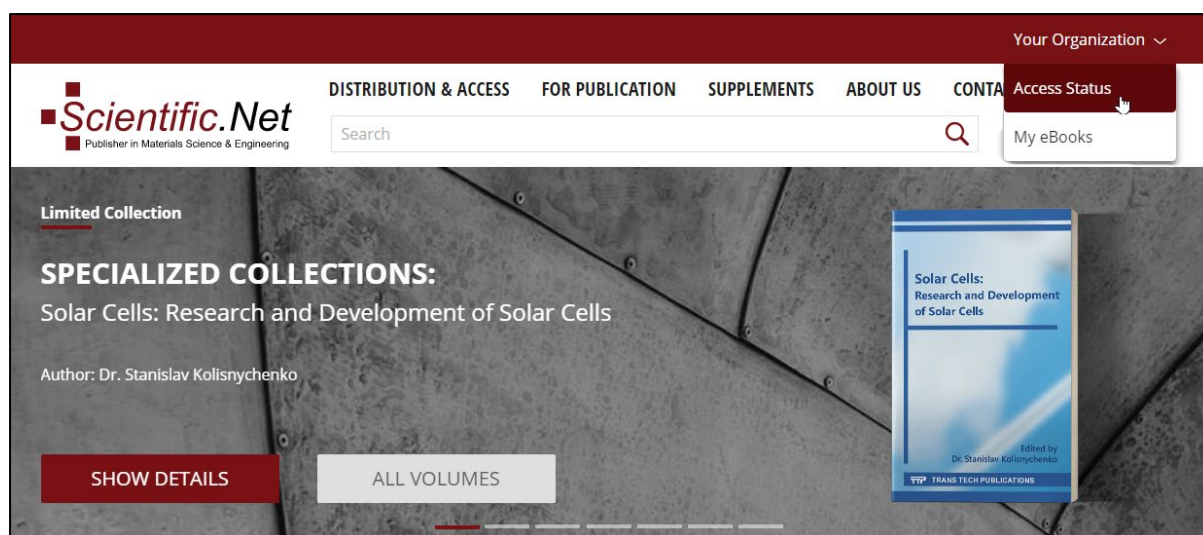 Your Organization
DISTRIBUTION & ACCESS FOR PUBLICATION SUPPLEMENTS ABOUT US CONTA
Access Status
My eBooks
Scientific.Net
Publisher in Materials Science & Engineering
Search
Limited Collection
SPECIALIZED COLLECTIONS:
Solar Cells: Research and Development of Solar Cells
Author: Dr. Stanislav Kolisnychenko
SHOW DETAILS
ALL VOLUMES
Solar Cells:
Research and Development
of Solar Cells
Edited by
Dr. Stanislav Kolisnychenko
TTP TRANS TECH PUBLICATIONS